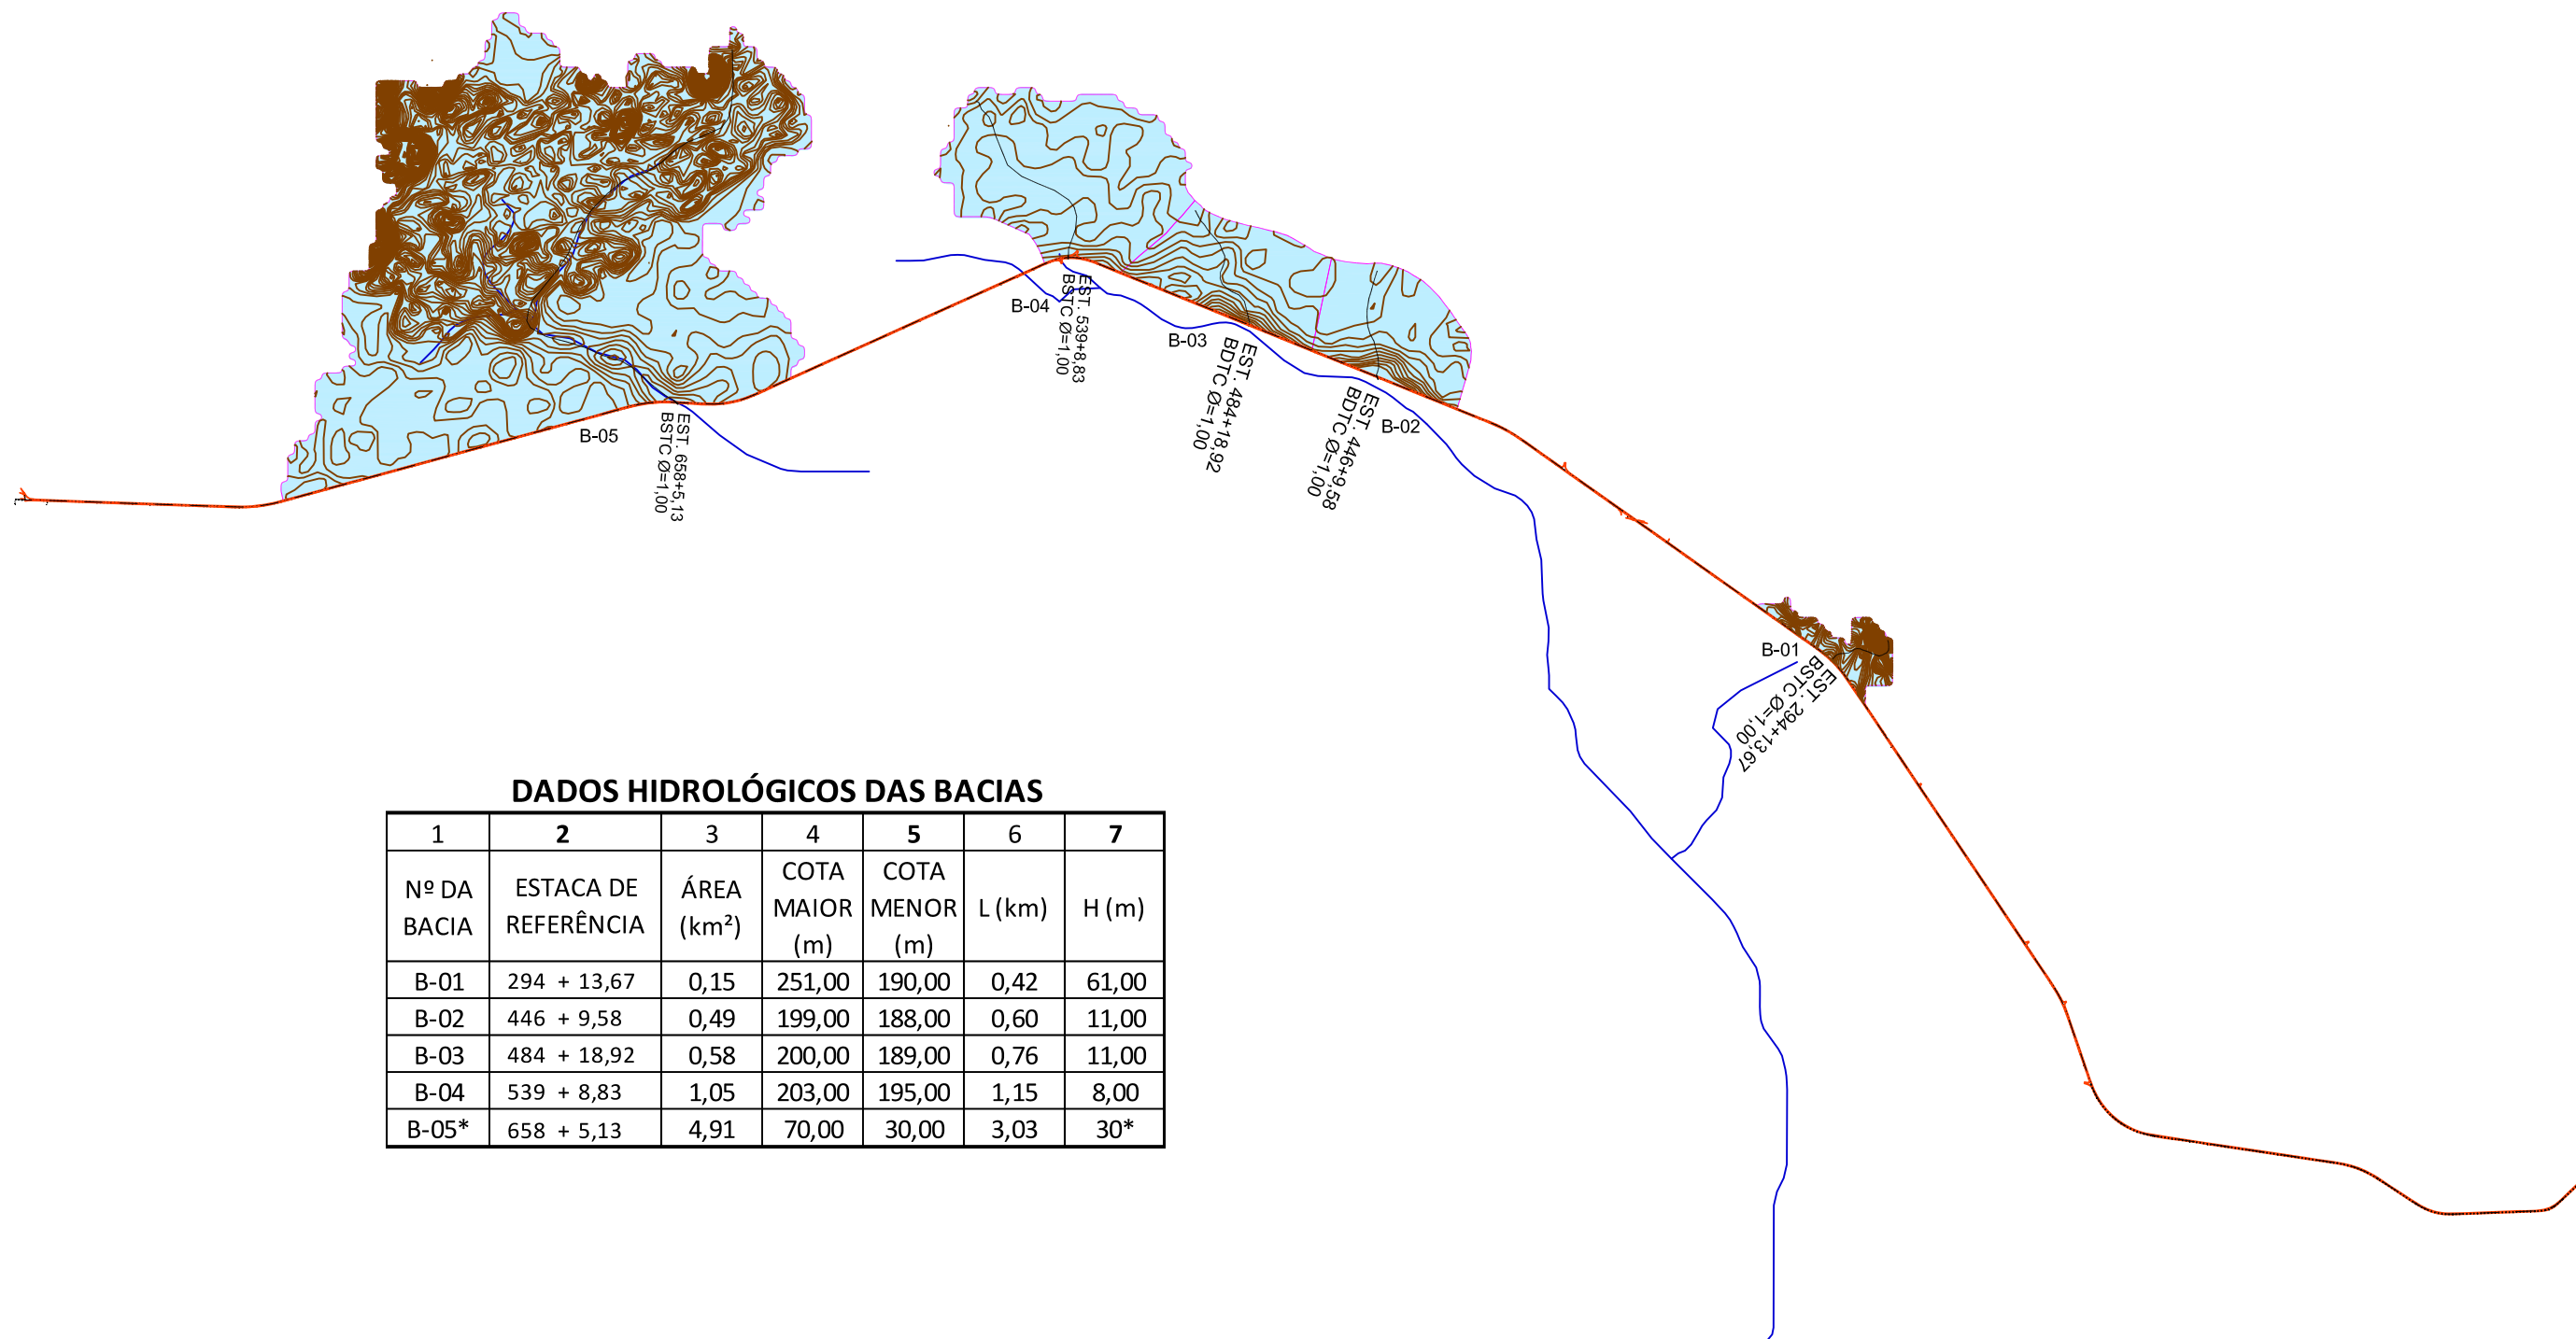 B-04
EST. 539+8,83
BSTC Ø=1,00
B-03
EST. 484+18,92
BDTC Ø=1,00
B-02
EST. 446+9,58
BDTC Ø=1,00
B-05
EST. 658+5,13
BSTC Ø=1,00
B-01
EST. 294+13,67
BSTC Ø=1,00
DADOS HIDROLÓGICOS DAS BACIAS
1 2 3 4 5 6 7
Nº DA BACIA ESTACA DE REFERÊNCIA ÁREA (km²) COTA MAIOR (m) COTA MENOR (m) L (km) H (m)
B-01 294 + 13,67 0,15 251,00 190,00 0,42 61,00
B-02 446 + 9,58 0,49 199,00 188,00 0,60 11,00
B-03 484 + 18,92 0,58 200,00 189,00 0,76 11,00
B-04 539 + 8,83 1,05 203,00 195,00 1,15 8,00
B-05* 658 + 5,13 4,91 70,00 30,00 3,03 30*